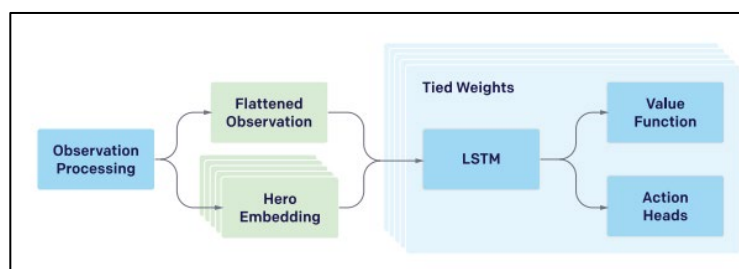 Observation
Processing
Flattened
Observation
Hero
Embedding
Tied Weights
LSTM
Value
Function
Action
Heads